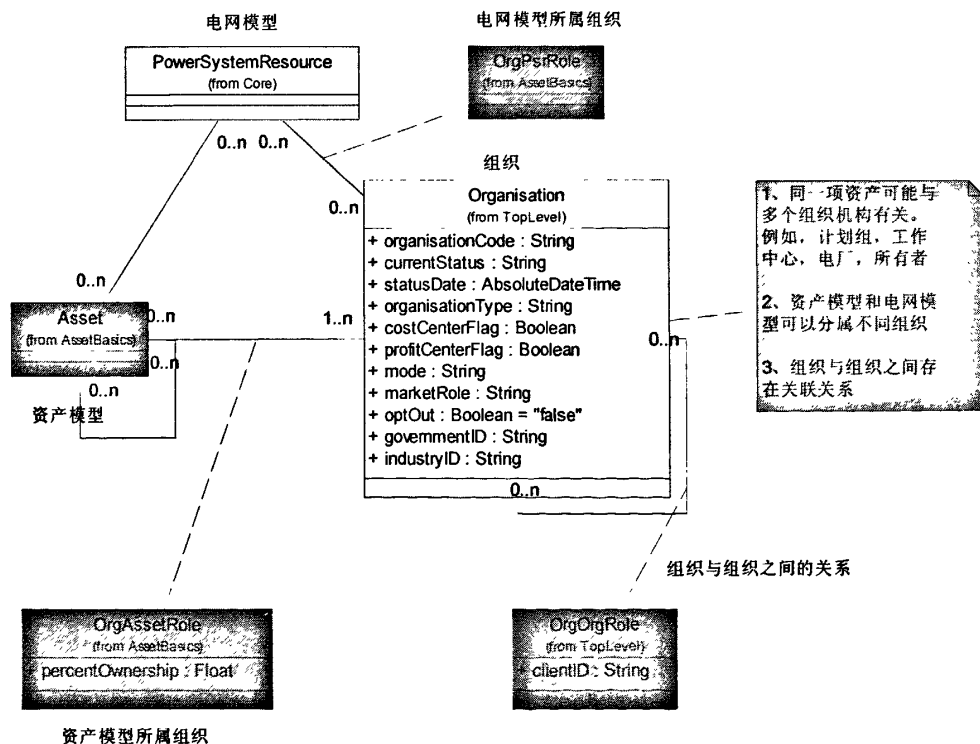 电网模型
电网模型所属组织
PowerSystemResource
(from Core)
OrgPsrRole
(from AssetBasics)
0..n 0..n
组织
0..n
Organisation
(from TopLevel)
+ organisationCode : String
+ currentStatus : String
+ statusDate : AbsoluteDateTime
+ organisationType : String
+ costCenterFlag : Boolean
+ profitCenterFlag : Boolean
+ mode : String
+ marketRole : String
+ optOut : Boolean = "false"
+ governmentID : String
+ industryID : String
1、同一项资产可能与
多个组织机构有关。
例如，计划组，工作
中心，电厂，所有者
2、资产模型和电网模
型可以分属不同组织
3、组织与组织之间存
在关联关系
0..n
Asset
(from AssetBasics)
0..n
1..n
0..n
0..n
0..n
资产模型
0..n
组织与组织之间的关系
OrgAssetRole
(from AssetBasics)
percentOwnership : Float
OrgOrgRole
(from TopLevel)
+ clientID : String
资产模型所属组织